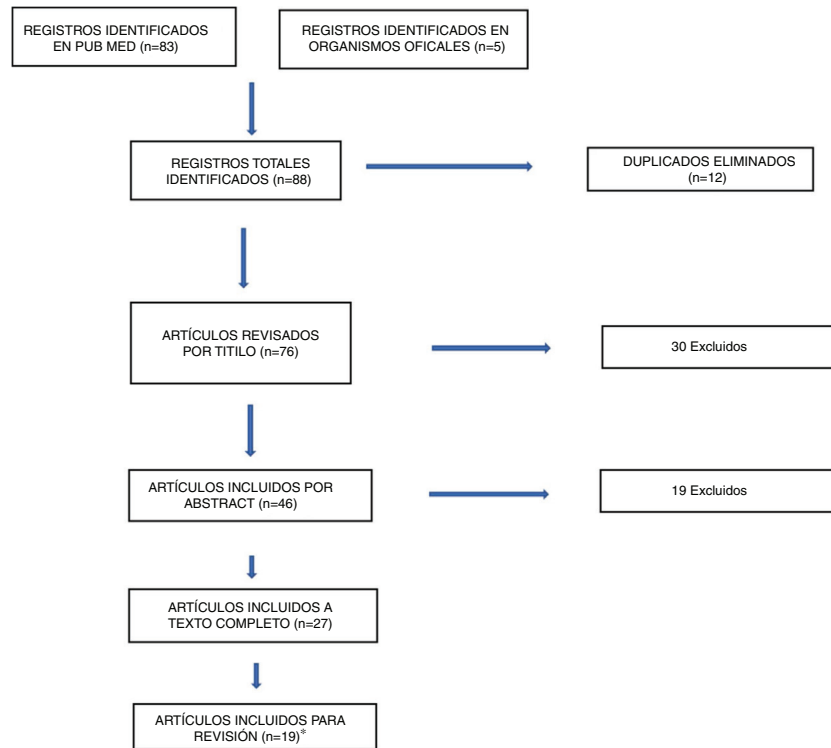 REGISTROS IDENTIFICADOS
EN PUB MED (n=83)
REGISTROS IDENTIFICADOS EN
ORGANISMOS OFICALES (n=5)
REGISTROS TOTALES
IDENTIFICADOS (n=88)
DUPLICADOS ELIMINADOS
(n=12)
ARTÍCULOS REVISADOS
POR TITILO (n=76)
30 Excluidos
ARTÍCULOS INCLUIDOS POR
ABSTRACT (n=46)
19 Excluidos
ARTÍCULOS INCLUIDOS A
TEXTO COMPLETO (n=27)
ARTÍCULOS INCLUIDOS PARA
REVISIÓN (n=19)*